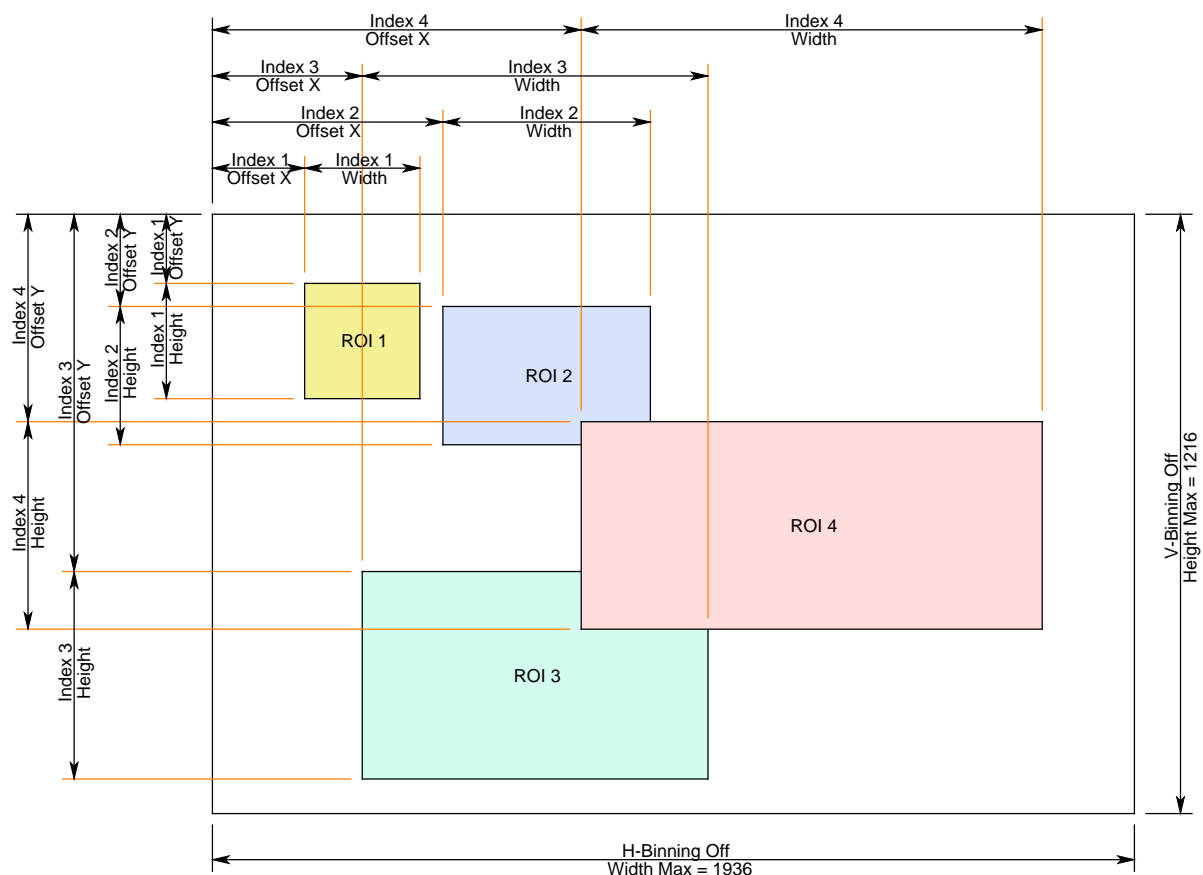 Index 4
Offset X
Index 4
Width
Index 3
Offset X
Index 3
Width
Index 2
Offset X
Index 2
Width
Index 1
Offset X
Index 1
Width
Index 4
Offset Y
Index 3
Offset Y
Index 2
Offset Y
Index 1
Offset Y
Index 1
Height
Index 2
Height
Index 4
Height
Index 3
Height
ROI 1
ROI 2
ROI 4
ROI 3
V-Binning Off
Height Max = 1216
H-Binning Off
Width Max = 1936